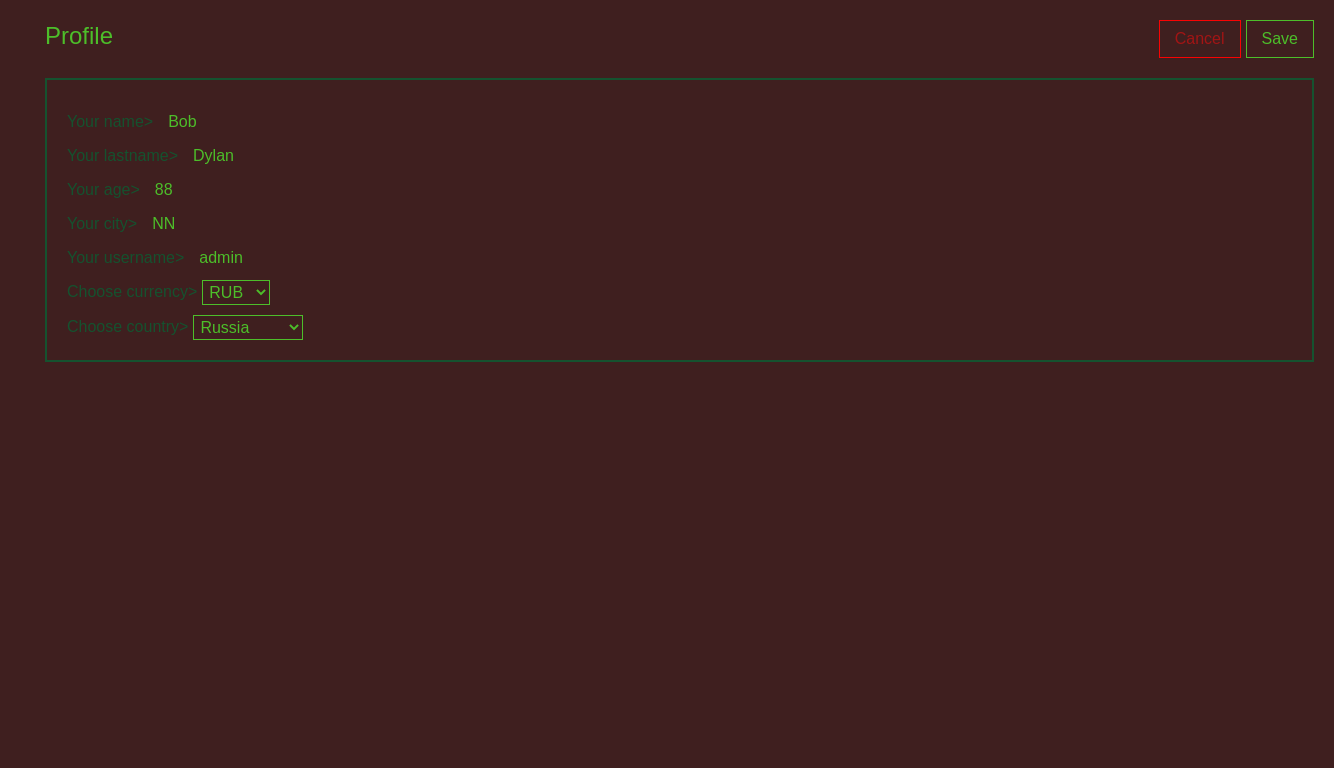 Profile
Cancel Save
Your name> Bob
Your lastname> Dylan
Your age> 88
Your city> NN
Your username> admin
Choose currency> RUB
Choose country> Russia